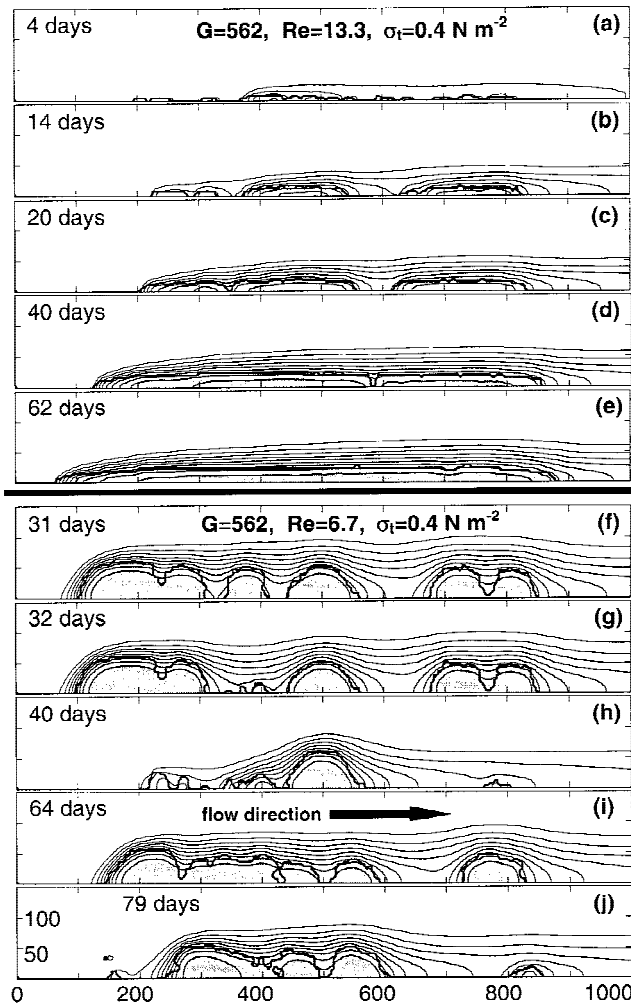 4 days G=562, Re=13.3, σt=0.4 N m-2 (a)
14 days (b)
20 days (c)
40 days (d)
62 days (e)
31 days G=562, Re=6.7, σt=0.4 N m-2 (f)
32 days (g)
40 days (h)
64 days flow direction (i)
79 days (j)
100
50
0 200 400 600 800 1000